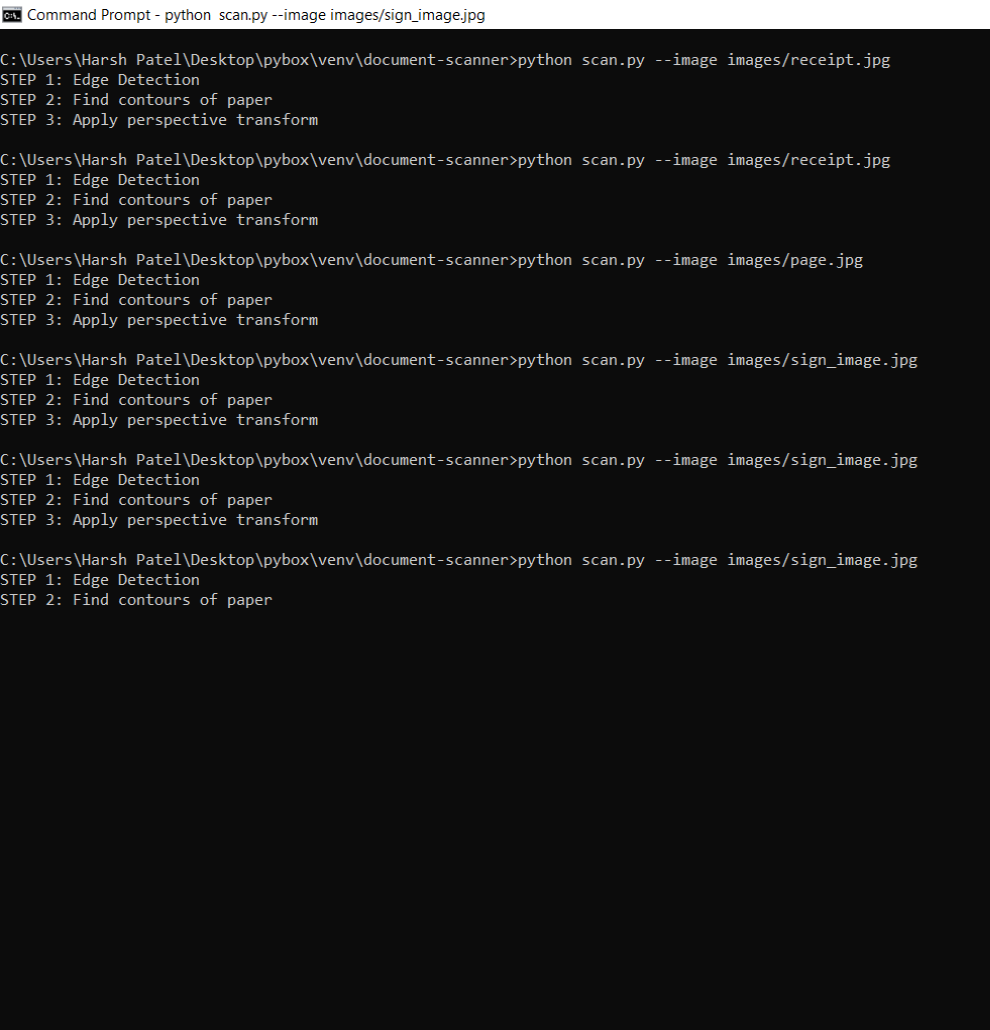 Command Prompt - python  scan.py --image images/sign_image.jpg
C:\Users\Harsh Patel\Desktop\pybox\venv\document-scanner>python scan.py --image images/receipt.jpg
STEP 1: Edge Detection
STEP 2: Find contours of paper
STEP 3: Apply perspective transform
C:\Users\Harsh Patel\Desktop\pybox\venv\document-scanner>python scan.py --image images/receipt.jpg
STEP 1: Edge Detection
STEP 2: Find contours of paper
STEP 3: Apply perspective transform
C:\Users\Harsh Patel\Desktop\pybox\venv\document-scanner>python scan.py --image images/page.jpg
STEP 1: Edge Detection
STEP 2: Find contours of paper
STEP 3: Apply perspective transform
C:\Users\Harsh Patel\Desktop\pybox\venv\document-scanner>python scan.py --image images/sign_image.jpg
STEP 1: Edge Detection
STEP 2: Find contours of paper
STEP 3: Apply perspective transform
C:\Users\Harsh Patel\Desktop\pybox\venv\document-scanner>python scan.py --image images/sign_image.jpg
STEP 1: Edge Detection
STEP 2: Find contours of paper
STEP 3: Apply perspective transform
C:\Users\Harsh Patel\Desktop\pybox\venv\document-scanner>python scan.py --image images/sign_image.jpg
STEP 1: Edge Detection
STEP 2: Find contours of paper